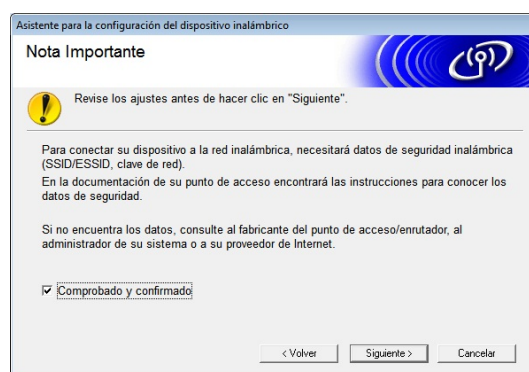 Asistente para la configuración del dispositivo inalámbrico
Nota Importante
Revise los ajustes antes de hacer clic en "Siguiente".
Para conectar su dispositivo a la red inalámbrica, necesitará datos de seguridad inalámbrica
(SSID/ESSID, clave de red).
En la documentación de su punto de acceso encontrará las instrucciones para conocer los
datos de seguridad.
Si no encuentra los datos, consulte al fabricante del punto de acceso/enrutador, al
administrador de su sistema o a su proveedor de Internet.
Comprobado y confirmado
< Volver Siguiente > Cancelar